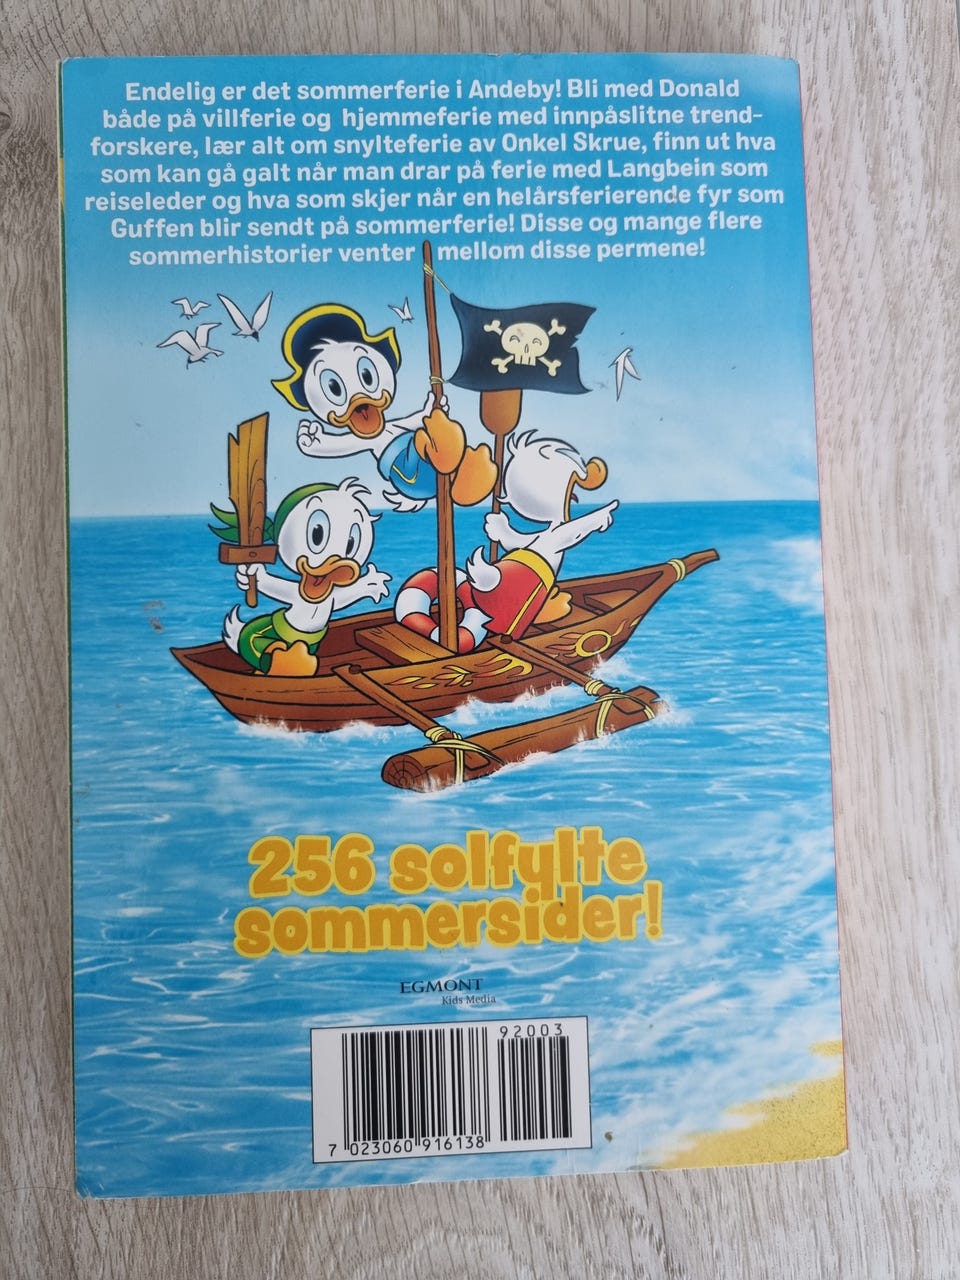 Endelig er det sommerferie i Andeby! Bli med Donald
både på villferie og hjemmeferie med innpåslitne trend-
forskere, lær alt om snylteferie av Onkel Skrue, finn ut hva
som kan gå galt når man drar på ferie med Langbein som
reiseleder og hva som skjer når en helårsferierende fyr som
Guffen blir sendt på sommerferie! Disse og mange flere
sommerhistorier venter mellom disse permene!
256 solfylte
sommersider!
EGMONT
Kids Media
92003
7 023060 916138